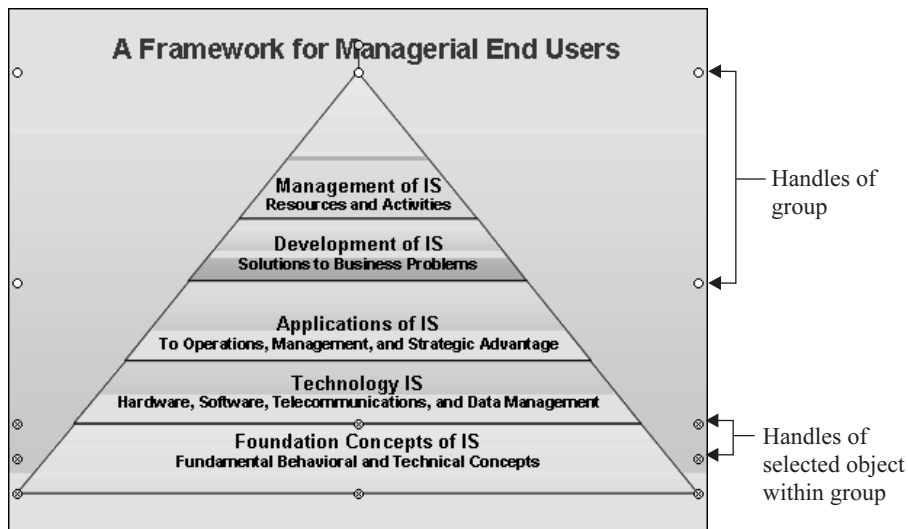 A Framework for Managerial End Users
Management of IS
Resources and Activities
Development of IS
Solutions to Business Problems
Applications of IS
To Operations, Management, and Strategic Advantage
Technology IS
Hardware, Software, Telecommunications, and Data Management
Foundation Concepts of IS
Fundamental Behavioral and Technical Concepts
Handles of
group
Handles of
selected object
within group